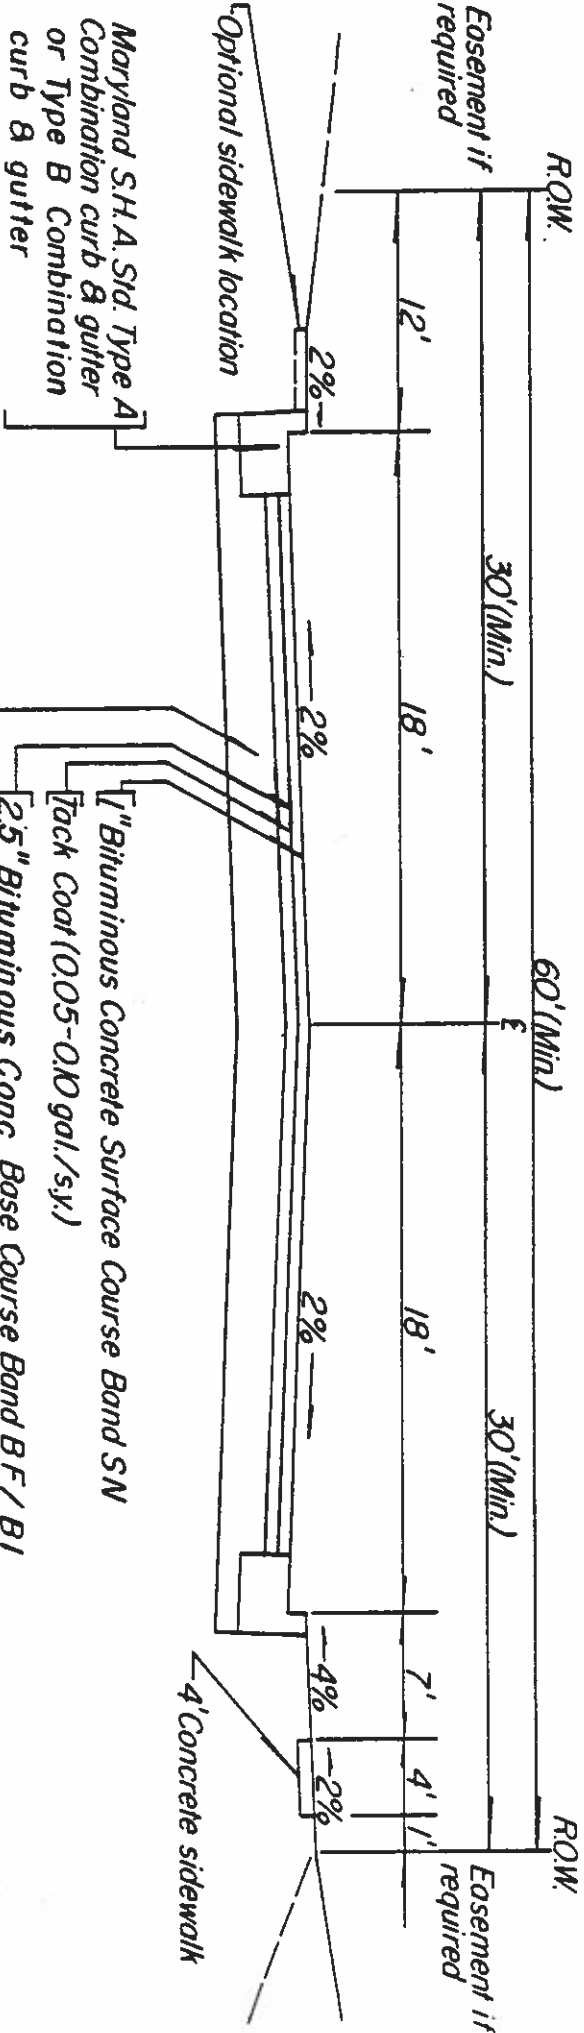 R.O.W.
R.O.W.
60'(Min.)
Easement if
required
30'(Min.)
30'(Min.)
Easement if
required
℄
12'
18'
18'
7'
4'
1'
2%
2%
2%
4%
2%
Optional sidewalk location
4' Concrete sidewalk
Maryland S.H.A. Std. Type A
Combination curb & gutter
or Type B Combination
curb & gutter
1" Bituminous Concrete Surface Course Band SN
Tack Coat (0.05-0.10 gal./s.y.)
2.5" Bituminous Conc. Base Course Band BF/BI